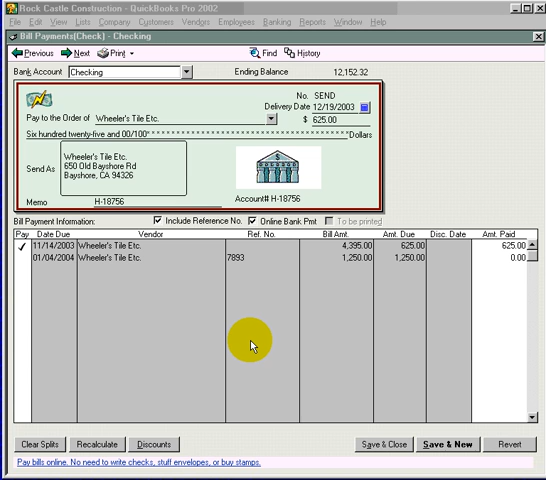 Rock Castle Construction - QuickBooks Pro 2002
File Edit View Lists Company Customers Vendors Employees Banking Reports Window Help
Bill Payments(Check) - Checking
Previous Next Print Find History
Bank Account Checking Ending Balance 12,152.32
No. SEND
Delivery Date 12/19/2003
Pay to the Order of Wheeler's Tile Etc. $ 625.00
Six hundred twenty-five and 00/100* * * * * * * * * * * * * * * * * * * * * * * * * * * * * * * * * * * * * * * * Dollars
Send As
Wheeler's Tile Etc.
650 Old Bayshore Rd
Bayshore, CA 94326
Memo H-18756 Account# H-18756
Bill Payment Information: Include Reference No. Online Bank Pmt To be printed
Pay Date Due Vendor Ref. No. Bill Amt. Amt. Due Disc. Date Amt. Paid
11/14/2003 Wheeler's Tile Etc. 4,395.00 625.00 625.00
01/04/2004 Wheeler's Tile Etc. 7893 1,250.00 1,250.00 0.00
Clear Splits Recalculate Discounts Save & Close Save & New Revert
Pay bills online. No need to write checks, stuff envelopes, or buy stamps.